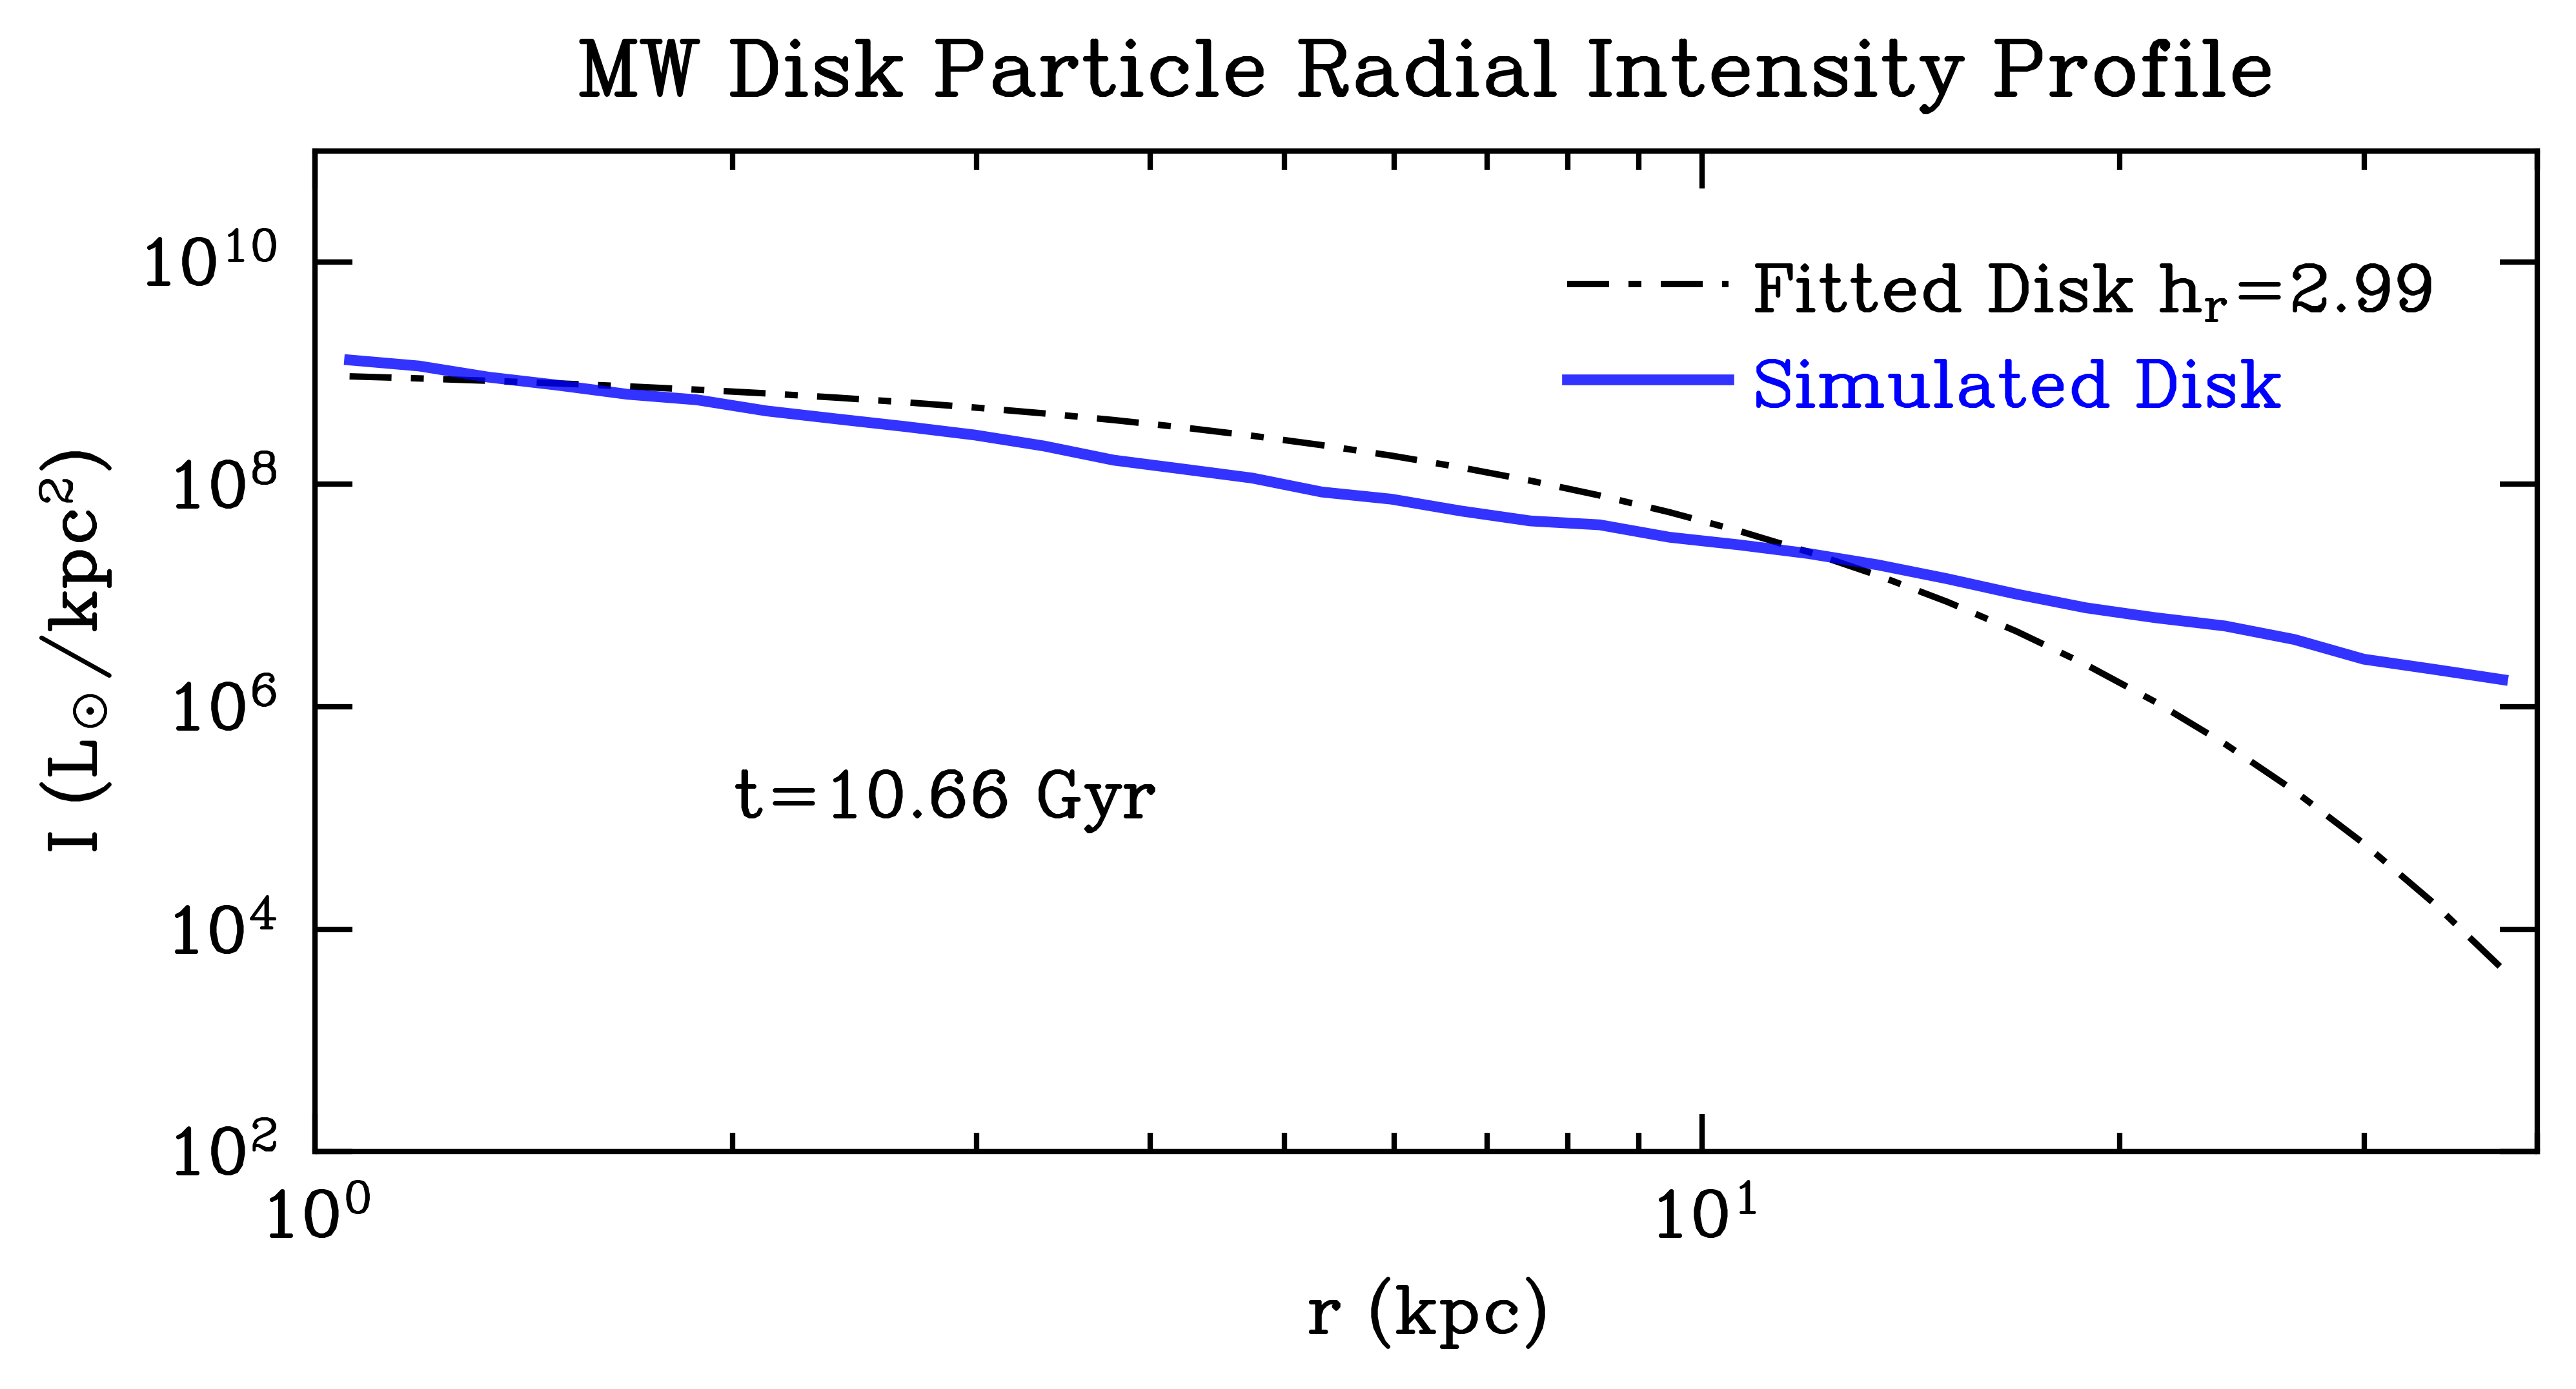 MW Disk Particle Radial Intensity Profile
I (L☉/kpc²)
10¹⁰
10⁸
10⁶
10⁴
10²
Fitted Disk hᵣ=2.99
Simulated Disk
t=10.66 Gyr
10⁰
10¹
r (kpc)